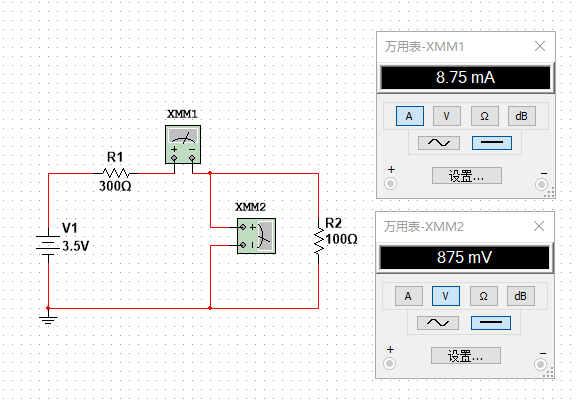 XMM1
R1
300Ω
V1
3.5V
XMM2
R2
100Ω
万用表-XMM1
8.75 mA
A V Ω dB
+ 设置... −
万用表-XMM2
875 mV
A V Ω dB
+ 设置... −